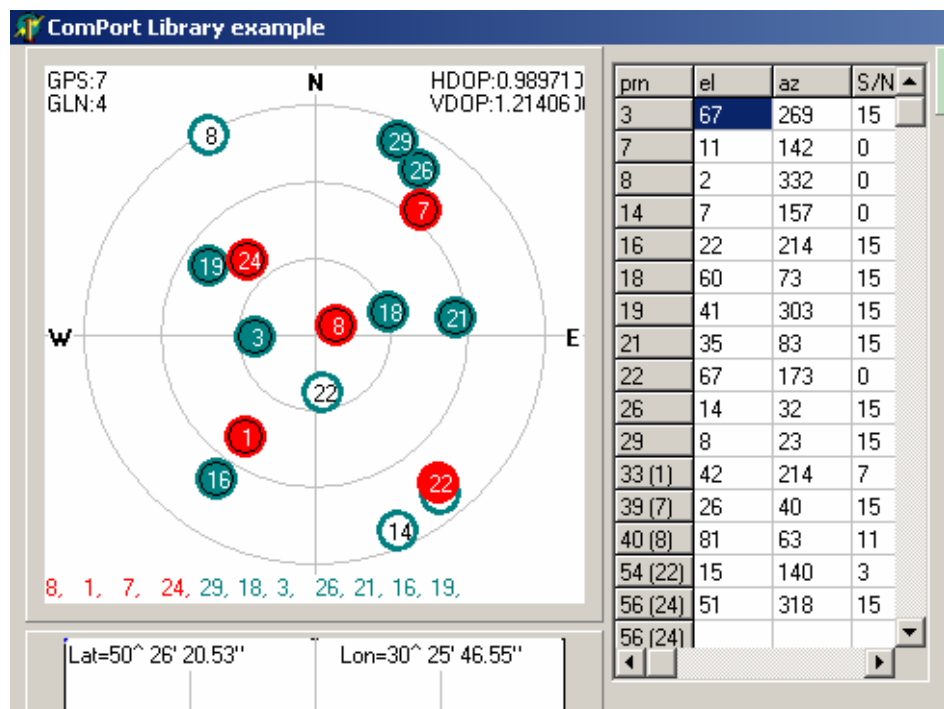 ComPort Library example
GPS:7
GLN:4
N
HDOP:0.98971
VDOP:1.21406
8
29
26
7
19
24
18
21
8
3
W
E
22
1
16
22
14
8, 1, 7, 24, 29, 18, 3, 26, 21, 16, 19,
prn el az S/N
3 67 269 15
7 11 142 0
8 2 332 0
14 7 157 0
16 22 214 15
18 60 73 15
19 41 303 15
21 35 83 15
22 67 173 0
26 14 32 15
29 8 23 15
33 (1) 42 214 7
39 (7) 26 40 15
40 (8) 81 63 11
54 (22) 15 140 3
56 (24) 51 318 15
56 (24)
Lat=50^ 26' 20.53" Lon=30^ 25' 46.55"